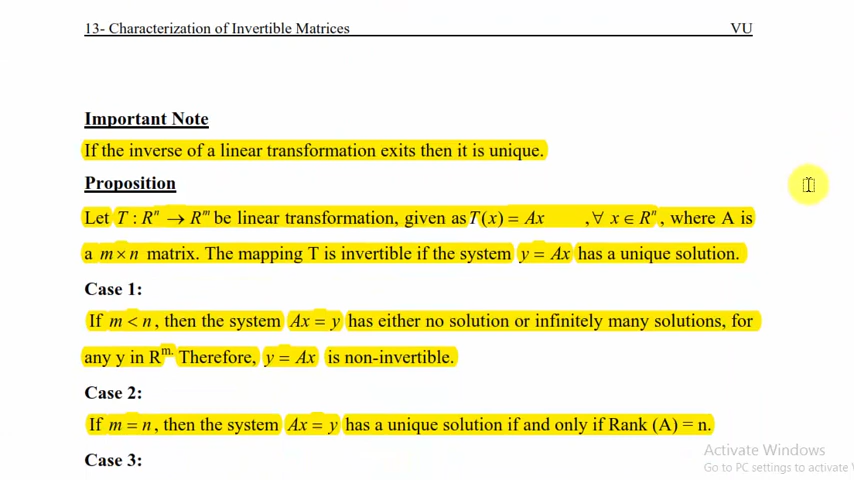 13- Characterization of Invertible Matrices VU
Important Note
If the inverse of a linear transformation exits then it is unique.
Proposition
Let T : Rⁿ → Rᵐ be linear transformation, given as T(x) = Ax , ∀ x ∈ Rⁿ, where A is
a m × n matrix. The mapping T is invertible if the system y = Ax has a unique solution.
Case 1:
If m < n, then the system Ax = y has either no solution or infinitely many solutions, for
any y in Rᵐ· Therefore, y = Ax is non-invertible.
Case 2:
If m = n, then the system Ax = y has a unique solution if and only if Rank (A) = n.
Case 3:
Activate Windows
Go to PC settings to activate